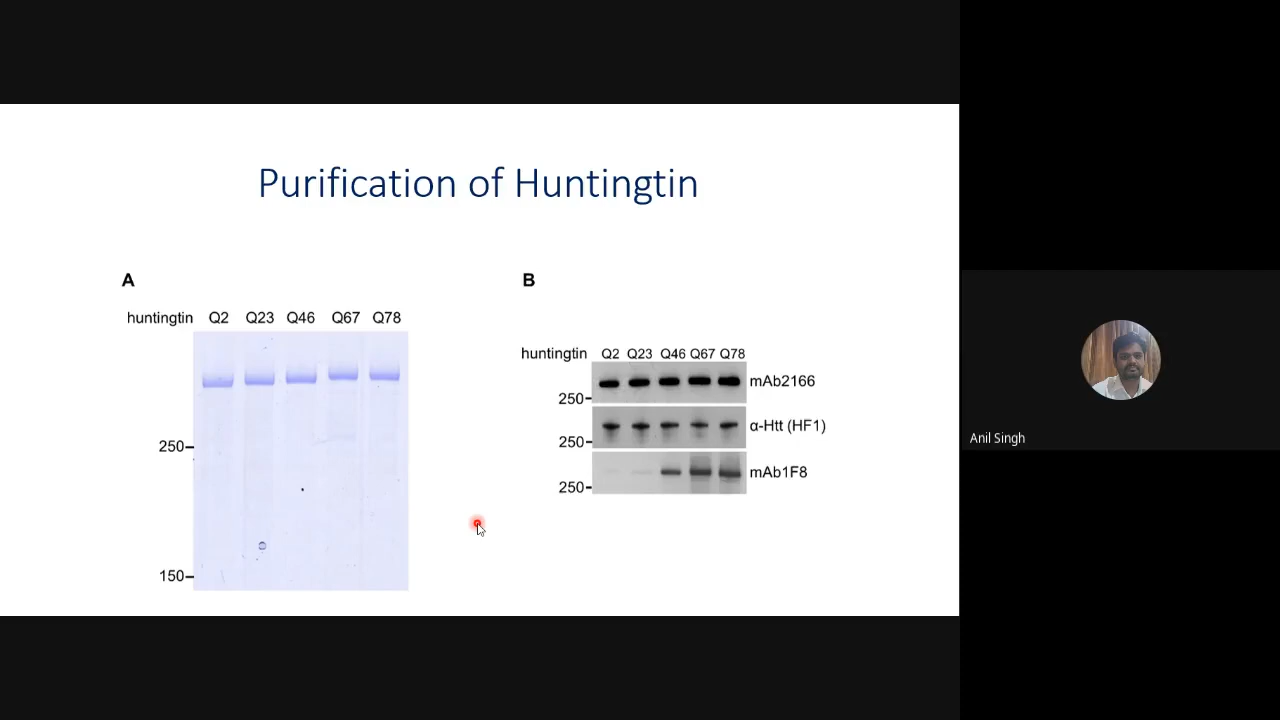 Purification of Huntingtin
A
huntingtin Q2 Q23 Q46 Q67 Q78
250
150
B
huntingtin Q2 Q23 Q46 Q67 Q78
250 mAb2166
250 α-Htt (HF1)
250 mAb1F8
Anil Singh